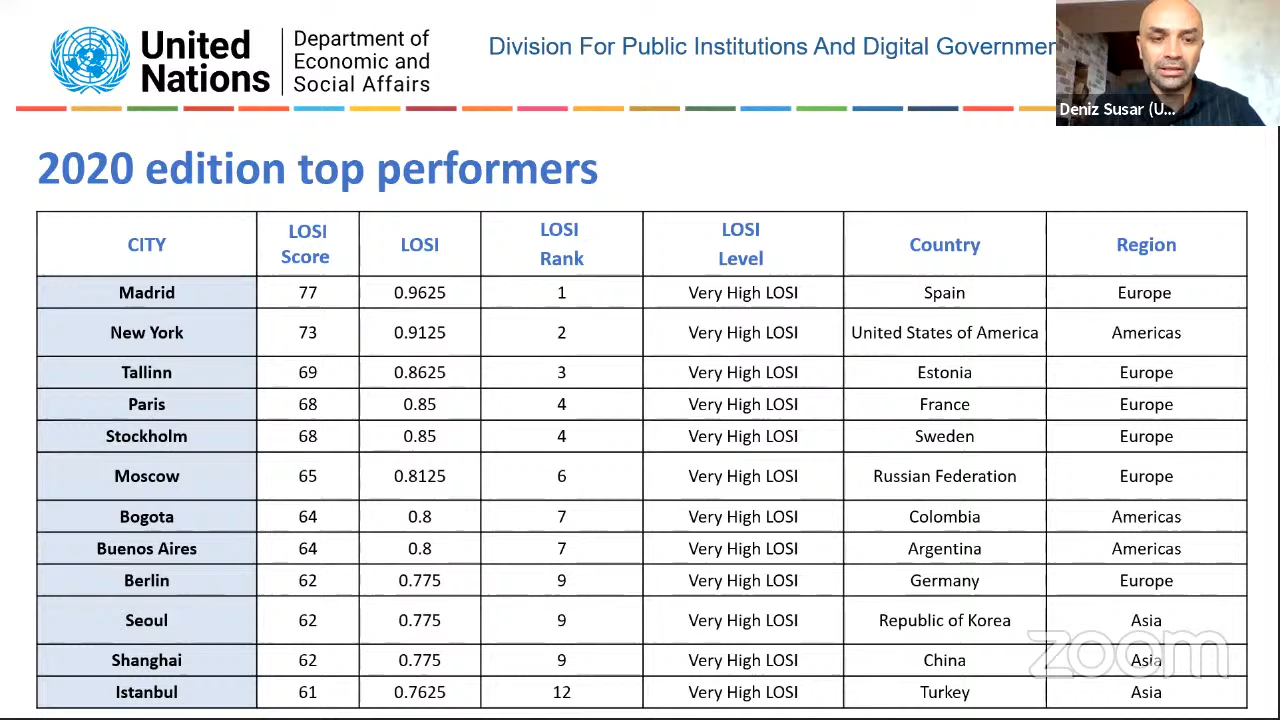 United
Nations
Department of
Economic and
Social Affairs
Division For Public Institutions And Digital Governmen
Deniz Susar (U...
2020 edition top performers
CITY LOSI Score LOSI LOSI Rank LOSI Level Country Region
Madrid 77 0.9625 1 Very High LOSI Spain Europe
New York 73 0.9125 2 Very High LOSI United States of America Americas
Tallinn 69 0.8625 3 Very High LOSI Estonia Europe
Paris 68 0.85 4 Very High LOSI France Europe
Stockholm 68 0.85 4 Very High LOSI Sweden Europe
Moscow 65 0.8125 6 Very High LOSI Russian Federation Europe
Bogota 64 0.8 7 Very High LOSI Colombia Americas
Buenos Aires 64 0.8 7 Very High LOSI Argentina Americas
Berlin 62 0.775 9 Very High LOSI Germany Europe
Seoul 62 0.775 9 Very High LOSI Republic of Korea Asia
Shanghai 62 0.775 9 Very High LOSI China Asia
Istanbul 61 0.7625 12 Very High LOSI Turkey Asia
zoom